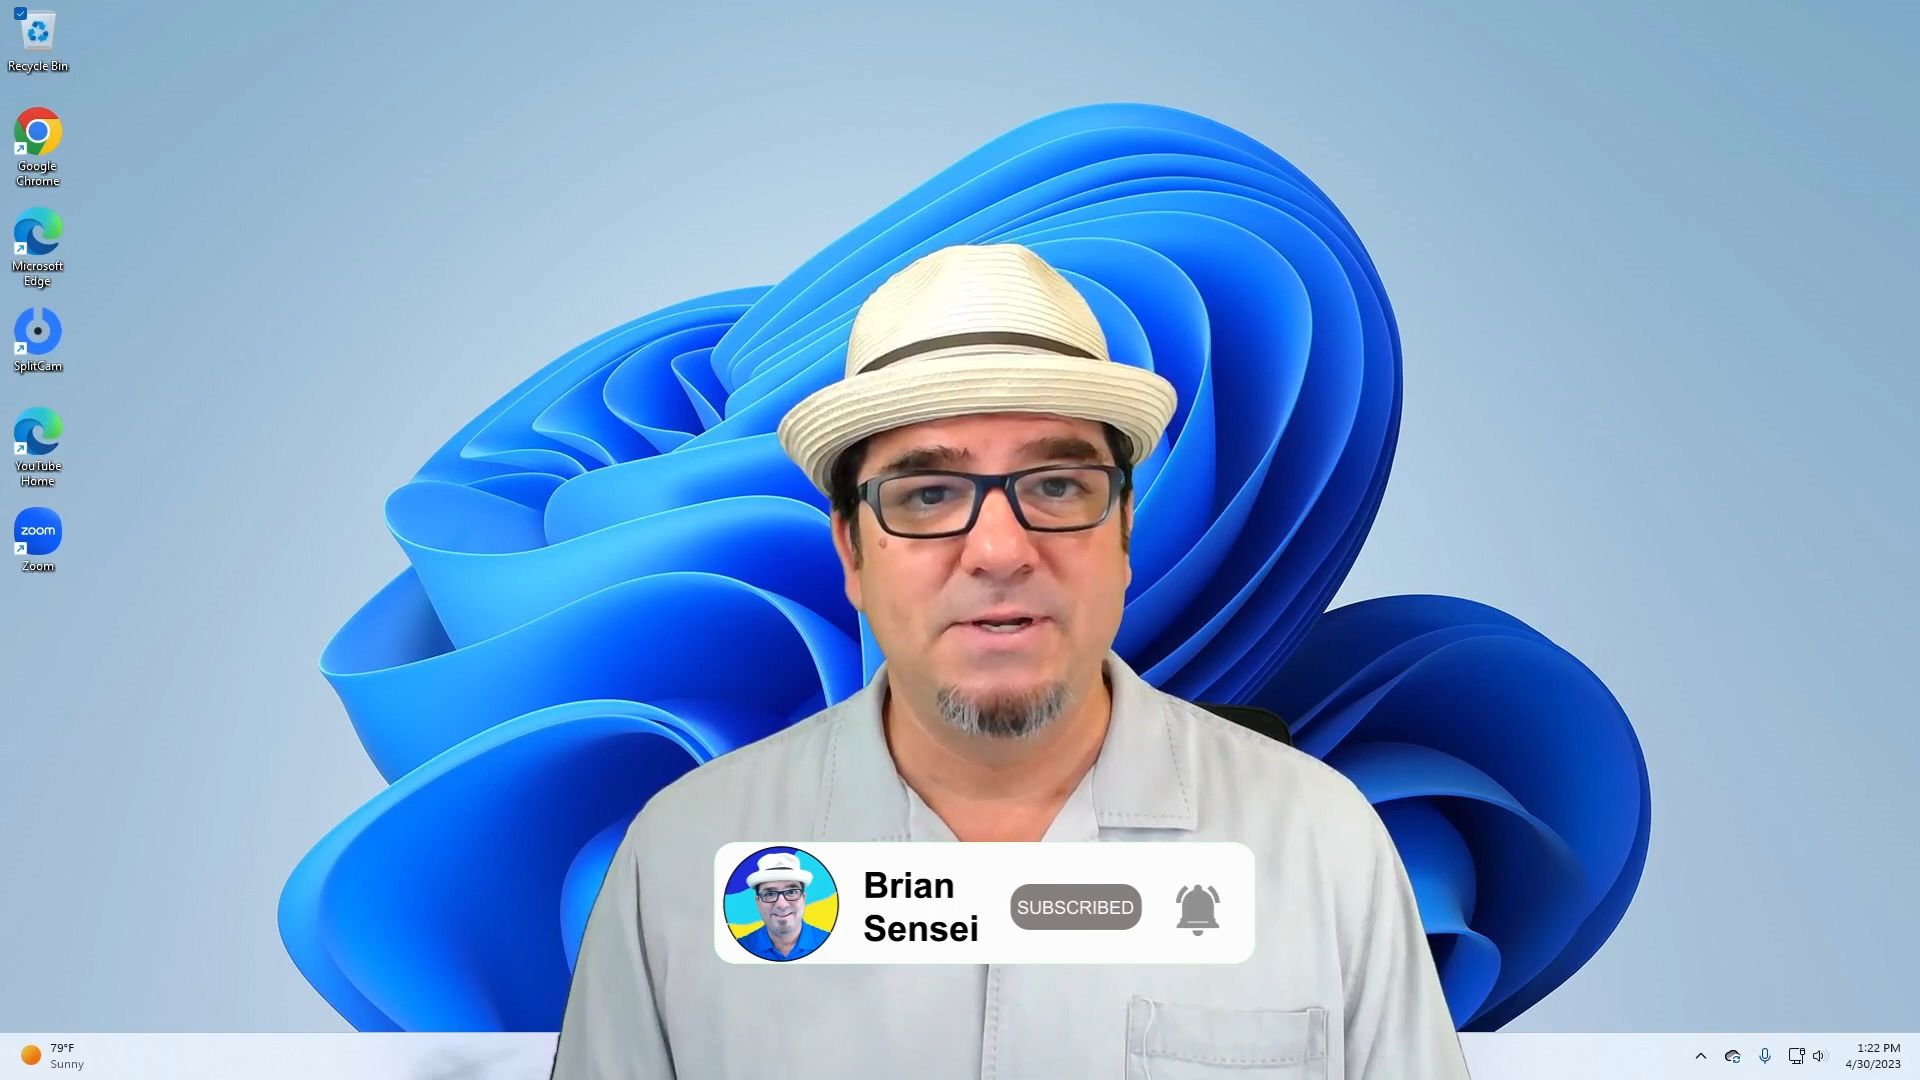 Recycle Bin
Google
Chrome
Microsoft
Edge
SplitCam
YouTube
Home
zoom
Zoom
Brian
Sensei
SUBSCRIBED
79°F
Sunny
1:22 PM
4/30/2023